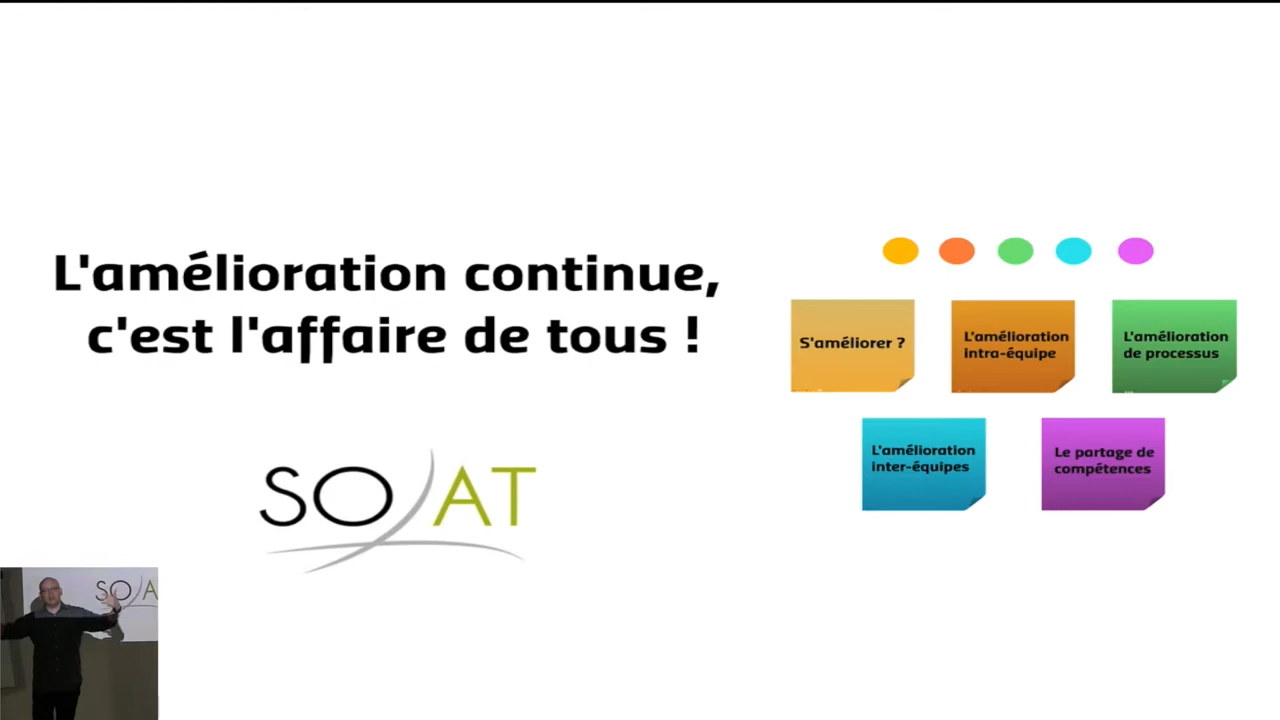 L'amélioration continue,
c'est l'affaire de tous !
SOAT
S'améliorer ?
L'amélioration
intra-équipe
L'amélioration
de processus
L'amélioration
inter-équipes
Le partage de
compétences
SO A